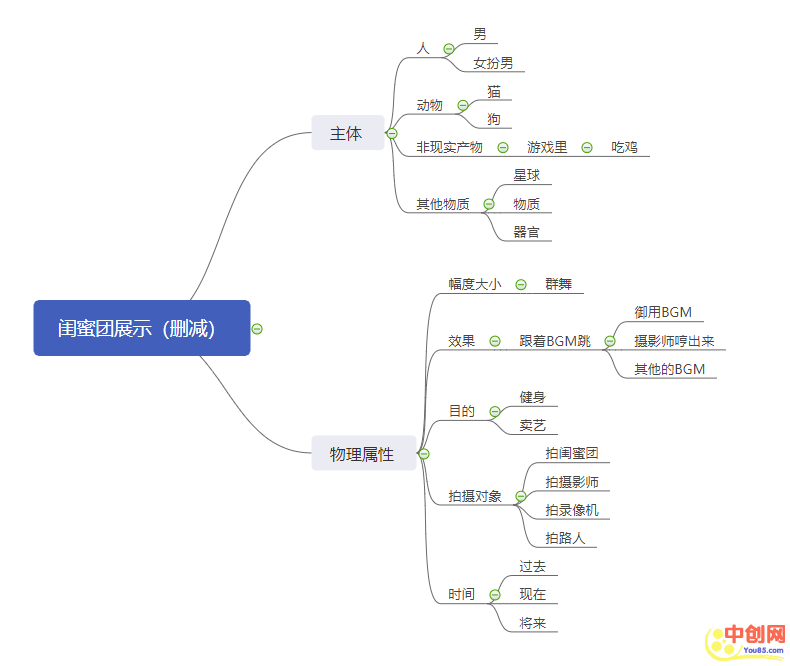 闺蜜团展示（删减）
主体
人
男
女扮男
动物
猫
狗
非现实产物
游戏里
吃鸡
其他物质
星球
物质
器官
物理属性
幅度大小
群舞
效果
跟着BGM跳
御用BGM
摄影师哼出来
其他的BGM
目的
健身
卖艺
拍摄对象
拍闺蜜团
拍摄影师
拍录像机
拍路人
时间
过去
现在
将来
中创网
You85.com